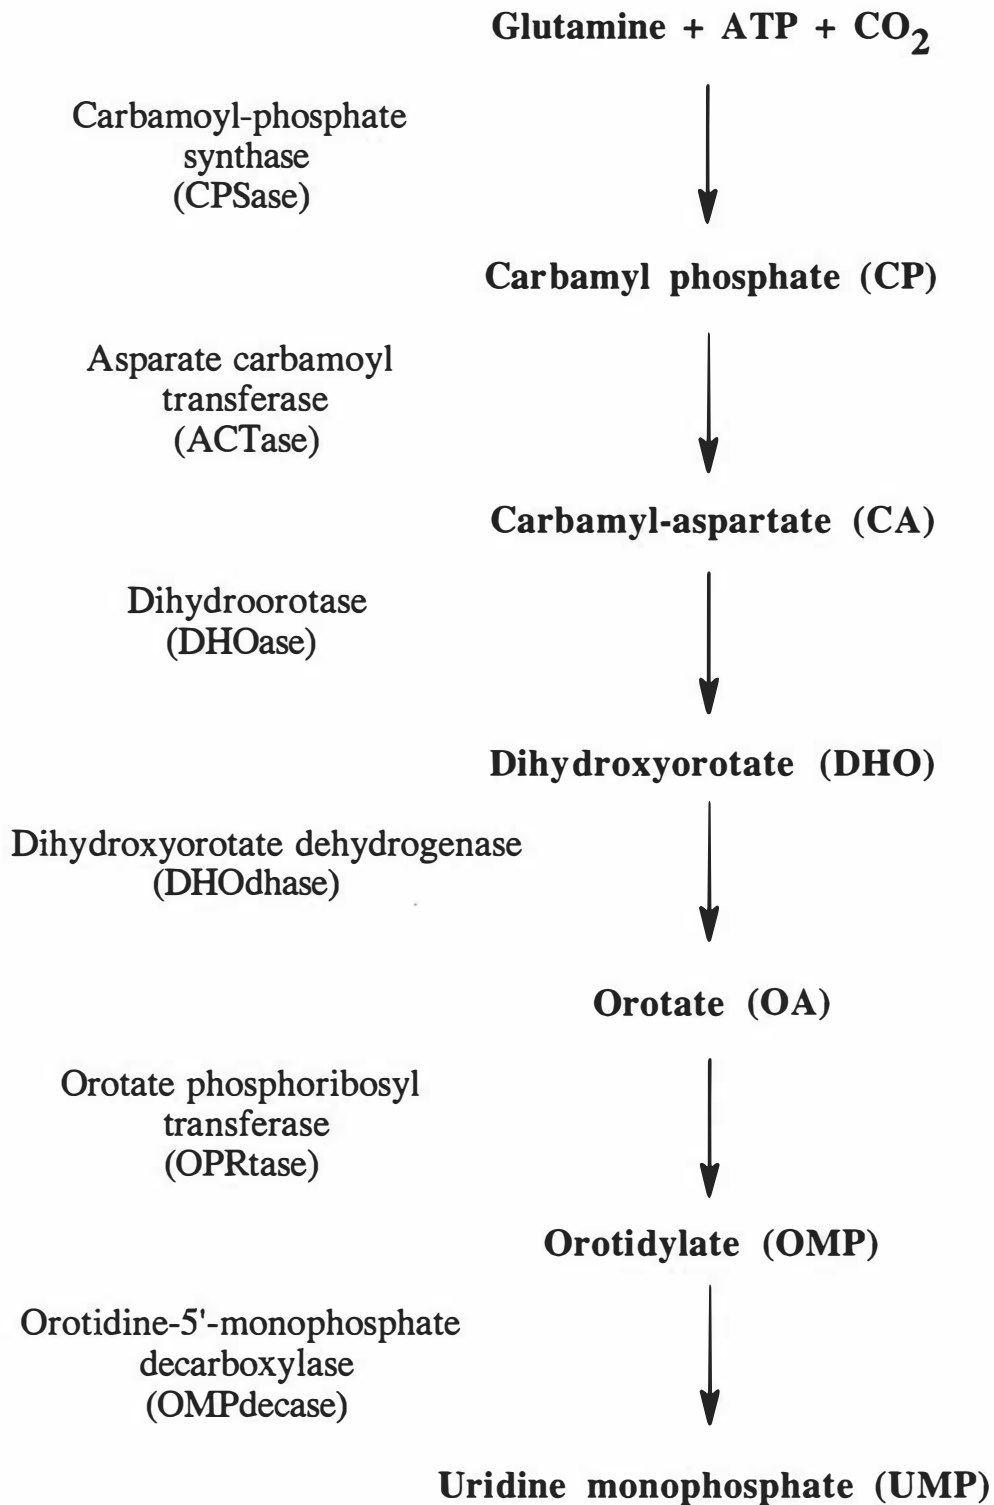 Glutamine + ATP + CO2
Carbamoyl-phosphate
synthase
(CPSase)
Carbamyl phosphate (CP)
Asparate carbamoyl
transferase
(ACTase)
Carbamyl-aspartate (CA)
Dihydroorotase
(DHOase)
Dihydroxyorotate (DHO)
Dihydroxyorotate dehydrogenase
(DHOdhase)
Orotate (OA)
Orotate phosphoribosyl
transferase
(OPRtase)
Orotidylate (OMP)
Orotidine-5'-monophosphate
decarboxylase
(OMPdecase)
Uridine monophosphate (UMP)